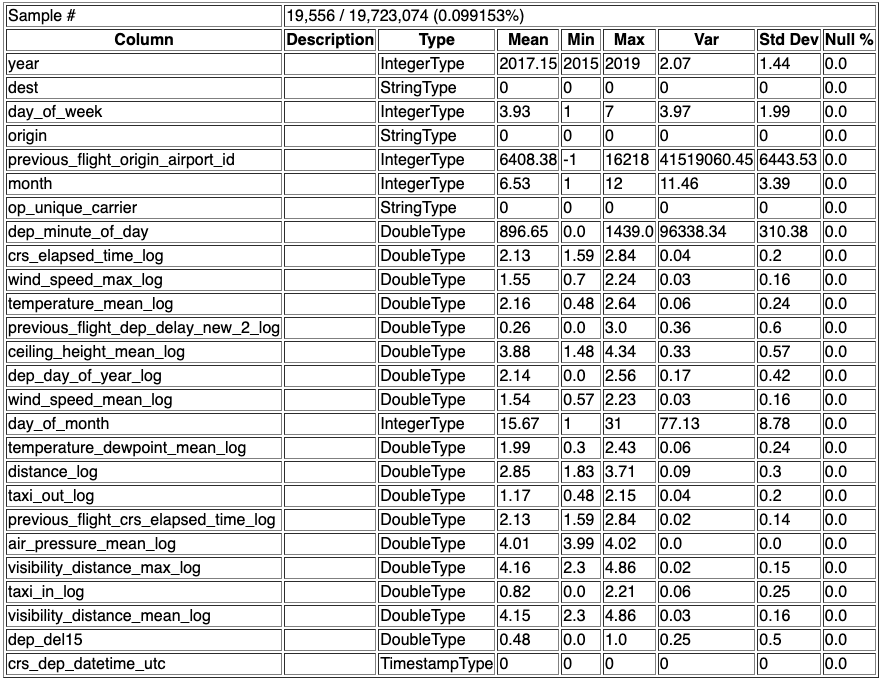 Sample # 19,556 / 19,723,074 (0.099153%)
Column Description Type Mean Min Max Var Std Dev Null %
year IntegerType 2017.15 2015 2019 2.07 1.44 0.0
dest StringType 0 0 0 0 0 0.0
day_of_week IntegerType 3.93 1 7 3.97 1.99 0.0
origin StringType 0 0 0 0 0 0.0
previous_flight_origin_airport_id IntegerType 6408.38 -1 16218 41519060.45 6443.53 0.0
month IntegerType 6.53 1 12 11.46 3.39 0.0
op_unique_carrier StringType 0 0 0 0 0 0.0
dep_minute_of_day DoubleType 896.65 0.0 1439.0 96338.34 310.38 0.0
crs_elapsed_time_log DoubleType 2.13 1.59 2.84 0.04 0.2 0.0
wind_speed_max_log DoubleType 1.55 0.7 2.24 0.03 0.16 0.0
temperature_mean_log DoubleType 2.16 0.48 2.64 0.06 0.24 0.0
previous_flight_dep_delay_new_2_log DoubleType 0.26 0.0 3.0 0.36 0.6 0.0
ceiling_height_mean_log DoubleType 3.88 1.48 4.34 0.33 0.57 0.0
dep_day_of_year_log DoubleType 2.14 0.0 2.56 0.17 0.42 0.0
wind_speed_mean_log DoubleType 1.54 0.57 2.23 0.03 0.16 0.0
day_of_month IntegerType 15.67 1 31 77.13 8.78 0.0
temperature_dewpoint_mean_log DoubleType 1.99 0.3 2.43 0.06 0.24 0.0
distance_log DoubleType 2.85 1.83 3.71 0.09 0.3 0.0
taxi_out_log DoubleType 1.17 0.48 2.15 0.04 0.2 0.0
previous_flight_crs_elapsed_time_log DoubleType 2.13 1.59 2.84 0.02 0.14 0.0
air_pressure_mean_log DoubleType 4.01 3.99 4.02 0.0 0.0 0.0
visibility_distance_max_log DoubleType 4.16 2.3 4.86 0.02 0.15 0.0
taxi_in_log DoubleType 0.82 0.0 2.21 0.06 0.25 0.0
visibility_distance_mean_log DoubleType 4.15 2.3 4.86 0.03 0.16 0.0
dep_del15 DoubleType 0.48 0.0 1.0 0.25 0.5 0.0
crs_dep_datetime_utc TimestampType 0 0 0 0 0 0.0